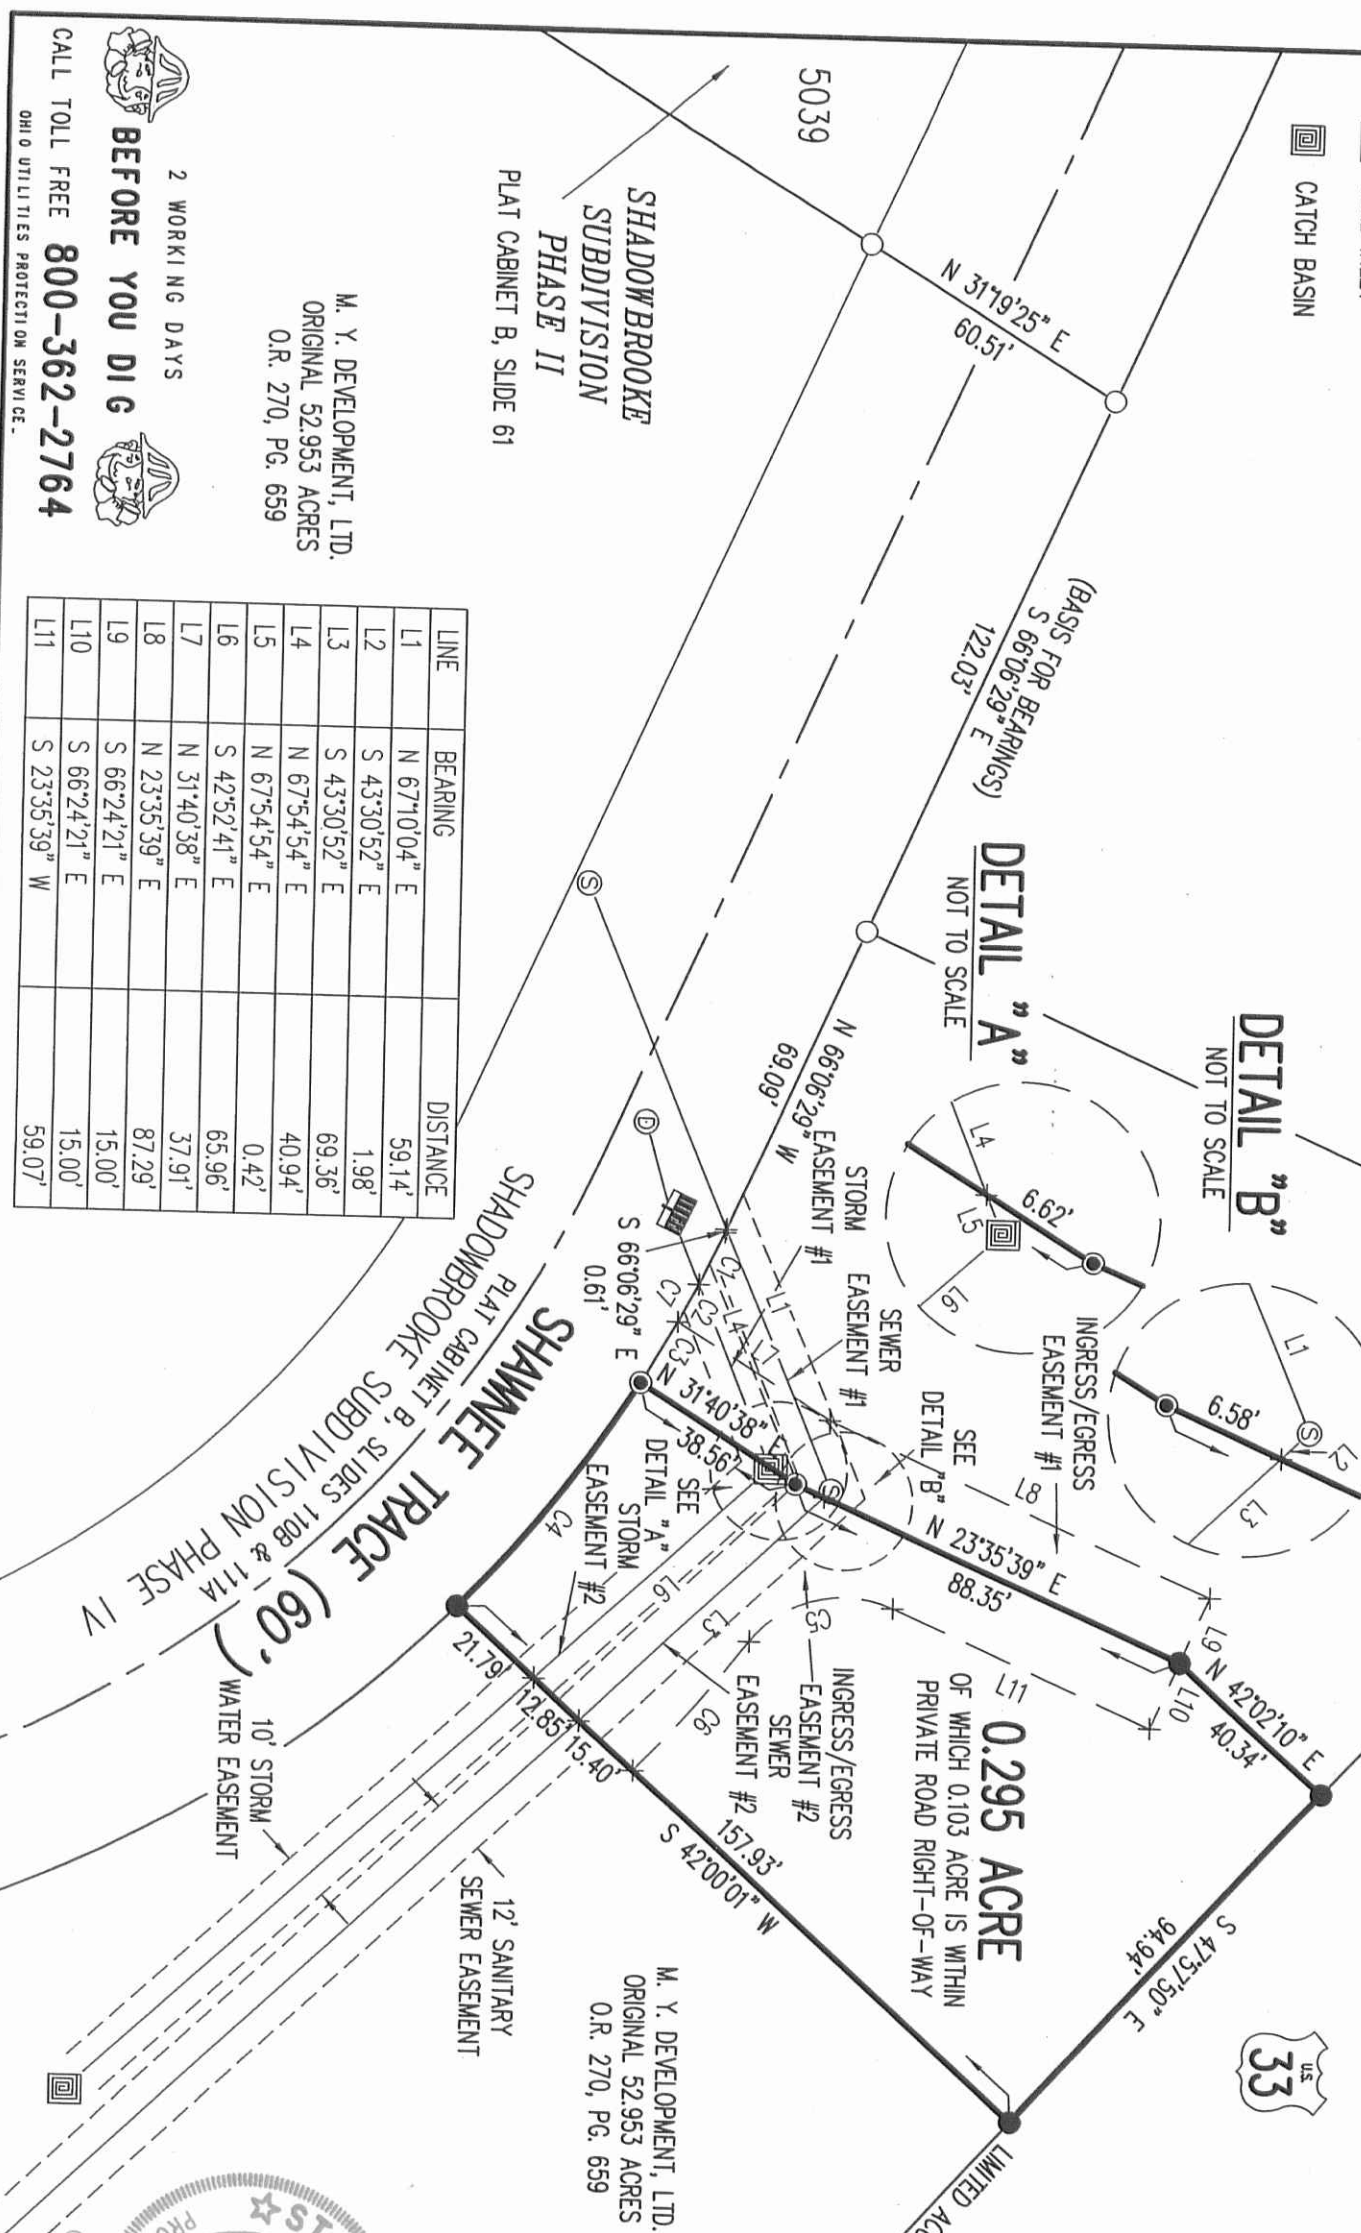 CATCH BASIN
5039
SHADOWBROOKE
SUBDIVISION
PHASE II
PLAT CABINET B, SLIDE 61
N 31°19'25" E
60.51'
(BASIS FOR BEARINGS)
S 66°06'29" E
122.03'
DETAIL "B"
NOT TO SCALE
DETAIL "A"
NOT TO SCALE
L4
6.62'
L5
L6
L1
6.58'
L2
L3
U.S.
33
N 66°06'29" W
69.09'
STORM
EASEMENT #1
SEWER
EASEMENT #1
SEE
DETAIL "B"
INGRESS/EGRESS
EASEMENT #1
L8
L9
L10
L11
N 42°02'10" E
40.34'
S 47°57'50" E
94.94'
N 23°35'39" E
88.35'
0.295 ACRE
OF WHICH 0.103 ACRE IS WITHIN
PRIVATE ROAD RIGHT-OF-WAY
INGRESS/EGRESS
EASEMENT #2
SEWER
EASEMENT #2
C5
C6
157.93'
S 42°00'01" W
LIMITED
S
D
S
L1
L4
L7
C2
C7
C3
S 66°06'29" E
0.61'
N 31°40'38" E
38.56'
SEE
DETAIL "A"
STORM
EASEMENT #2
L6
L3
C4
21.79'
12.85'
15.40'
SHAWNEE TRACE (60')
PLAT CABINET B, SLIDES 110B & 111A
SHADOWBROOKE SUBDIVISION PHASE IV
10' STORM
WATER EASEMENT
12' SANITARY
SEWER EASEMENT
M. Y. DEVELOPMENT, LTD.
ORIGINAL 52.953 ACRES
O.R. 270, PG. 659
M. Y. DEVELOPMENT, LTD.
ORIGINAL 52.953 ACRES
O.R. 270, PG. 659
2 WORKING DAYS
BEFORE YOU DIG
CALL TOLL FREE 800-362-2764
OHIO UTILITIES PROTECTION SERVICE.
LINE BEARING DISTANCE
L1 N 67°10'04" E 59.14'
L2 S 43°30'52" E 1.98'
L3 S 43°30'52" E 69.36'
L4 N 67°54'54" E 40.94'
L5 N 67°54'54" E 0.42'
L6 S 42°52'41" E 65.96'
L7 N 31°40'38" E 37.91'
L8 N 23°35'39" E 87.29'
L9 S 66°24'21" E 15.00'
L10 S 66°24'21" E 15.00'
L11 S 23°35'39" W 59.07'